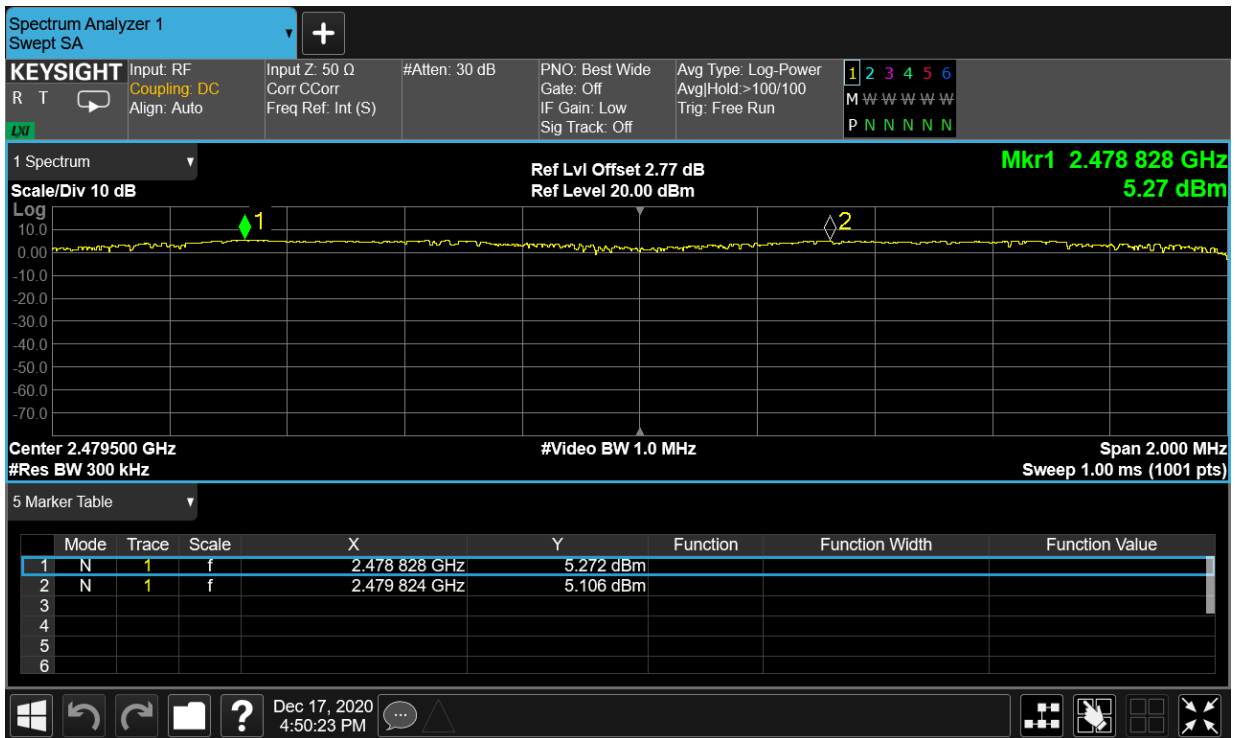 Spectrum Analyzer 1
Swept SA
KEYSIGHT
R T
LXI
Input: RF
Coupling: DC
Align: Auto
Input Z: 50 Ω
Corr CCorr
Freq Ref: Int (S)
#Atten: 30 dB
PNO: Best Wide
Gate: Off
IF Gain: Low
Sig Track: Off
Avg Type: Log-Power
Avg|Hold:>100/100
Trig: Free Run
1 2 3 4 5 6
M W W W W W
P N N N N N
1 Spectrum
Ref Lvl Offset 2.77 dB
Mkr1 2.478 828 GHz
Scale/Div 10 dB
Ref Level 20.00 dBm
5.27 dBm
Log
1
2
10.0
0.00
-10.0
-20.0
-30.0
-40.0
-50.0
-60.0
-70.0
Center 2.479500 GHz
#Video BW 1.0 MHz
Span 2.000 MHz
#Res BW 300 kHz
Sweep 1.00 ms (1001 pts)
5 Marker Table
Mode Trace Scale X Y Function Function Width Function Value
1 N 1 f 2.478 828 GHz 5.272 dBm
2 N 1 f 2.479 824 GHz 5.106 dBm
3
4
5
6
?
Dec 17, 2020
4:50:23 PM